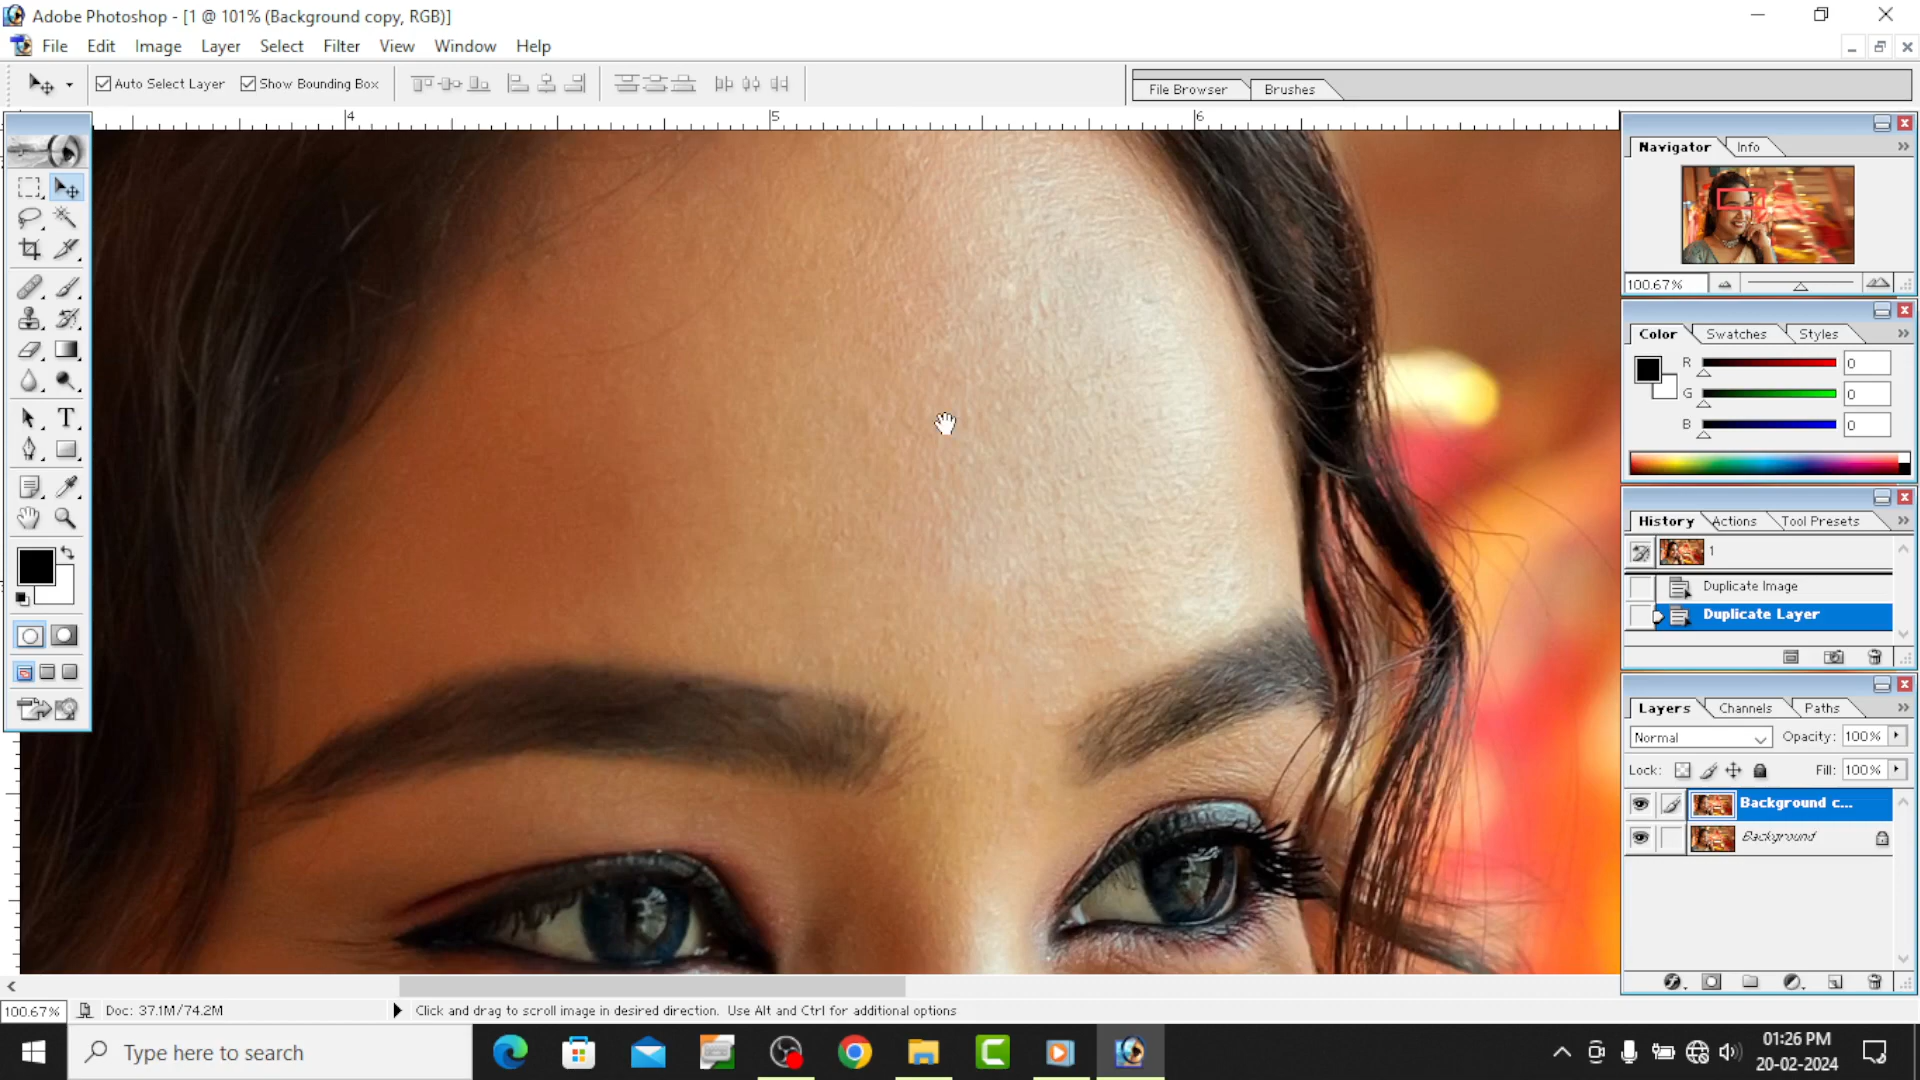 Adobe Photoshop - [1 @ 101% (Background copy, RGB)]
File Edit Image Layer Select Filter View Window Help
Auto Select Layer Show Bounding Box
File Browser Brushes
4 5 6
Navigator Info
100.67%
Color Swatches Styles
R 0
G 0
B 0
History Actions Tool Presets
1
Duplicate Image
Duplicate Layer
Layers Channels Paths
Normal Opacity: 100%
Lock: Fill: 100%
Background c...
Background
100.67% Doc: 37.1M/74.2M Click and drag to scroll image in desired direction. Use Alt and Ctrl for additional options
Type here to search
01:26 PM
20-02-2024